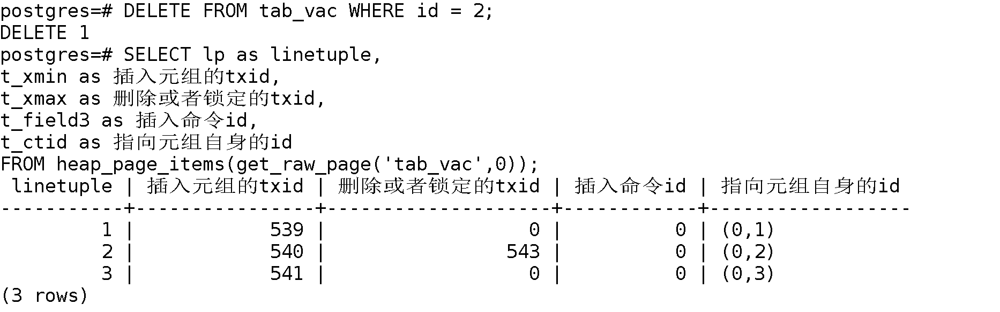 postgres=# DELETE FROM tab_vac WHERE id = 2;
DELETE 1
postgres=# SELECT lp as linetuple,
t_xmin as 插入元组的txid,
t_xmax as 删除或者锁定的txid,
t_field3 as 插入命令id,
t_ctid as 指向元组自身的id
FROM heap_page_items(get_raw_page('tab_vac',0));
 linetuple | 插入元组的txid | 删除或者锁定的txid | 插入命令id | 指向元组自身的id
-----------+----------------+--------------------+------------+------------------
         1 |            539 |                  0 |          0 | (0,1)
         2 |            540 |                543 |          0 | (0,2)
         3 |            541 |                  0 |          0 | (0,3)
(3 rows)